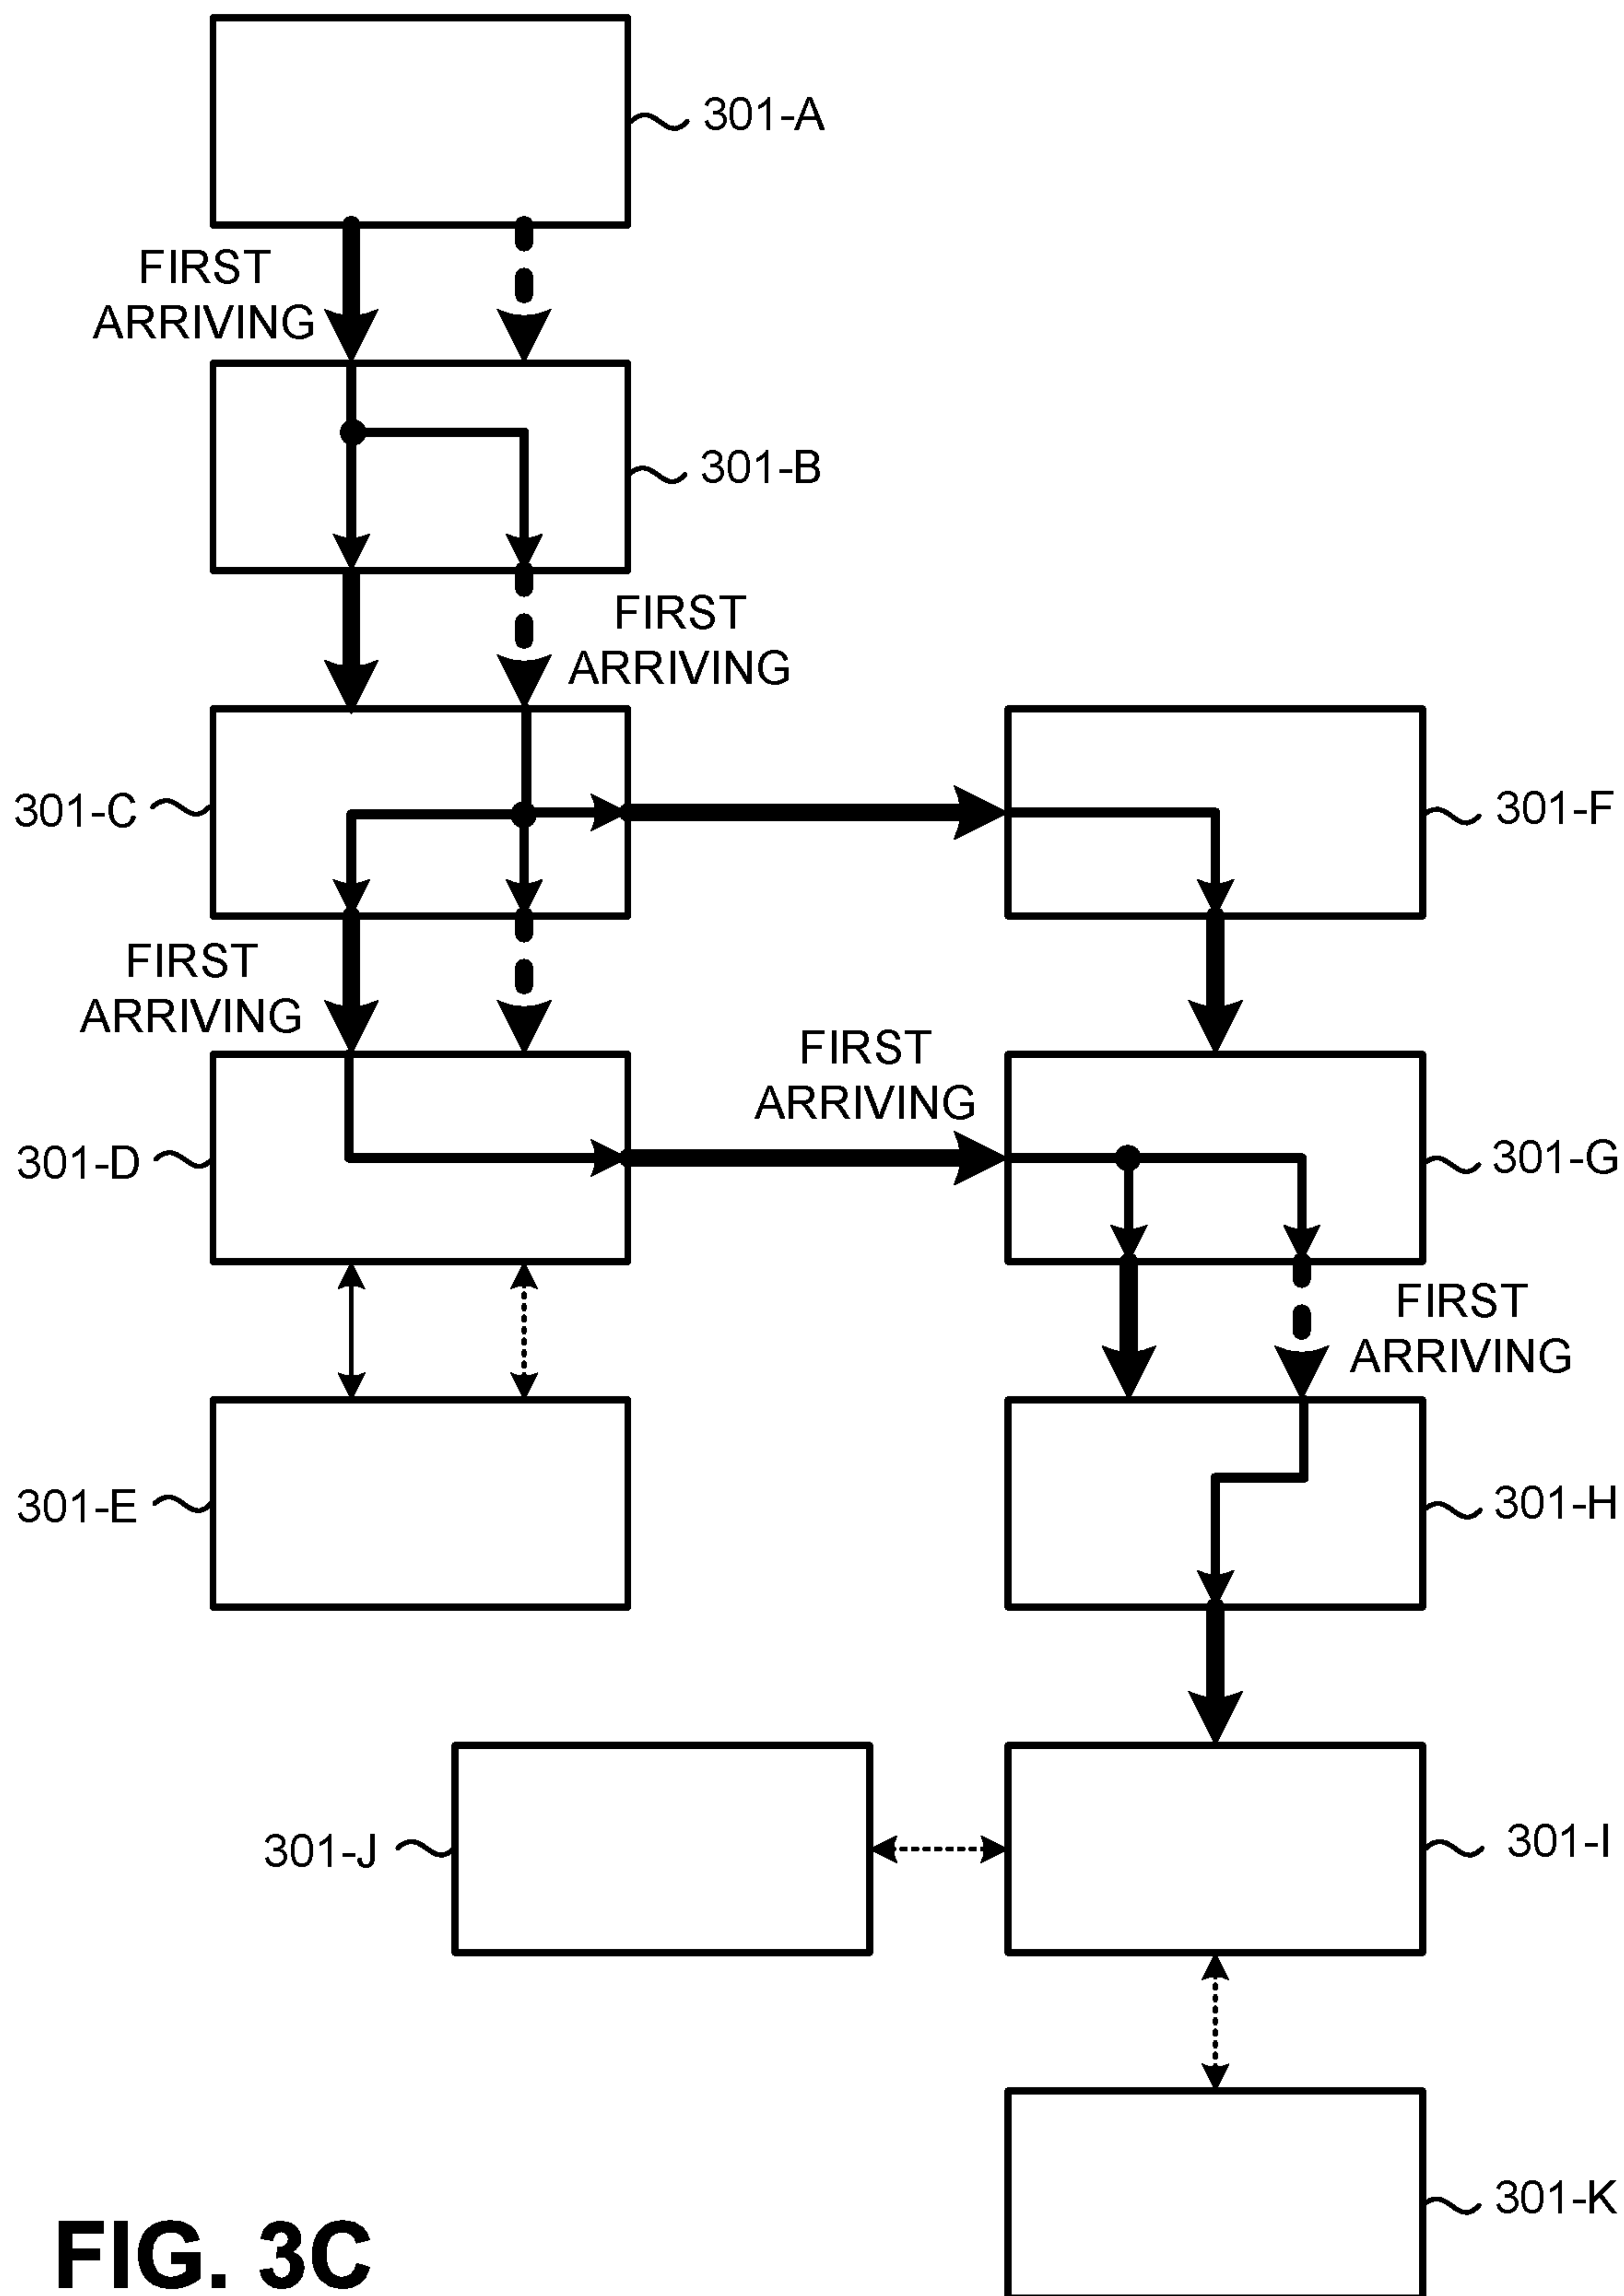 301-A
FIRST
ARRIVING
301-B
FIRST
ARRIVING
301-C
301-F
FIRST
ARRIVING
FIRST
ARRIVING
301-D
301-G
FIRST
ARRIVING
301-E
301-H
301-J
301-I
301-K
FIG. 3C